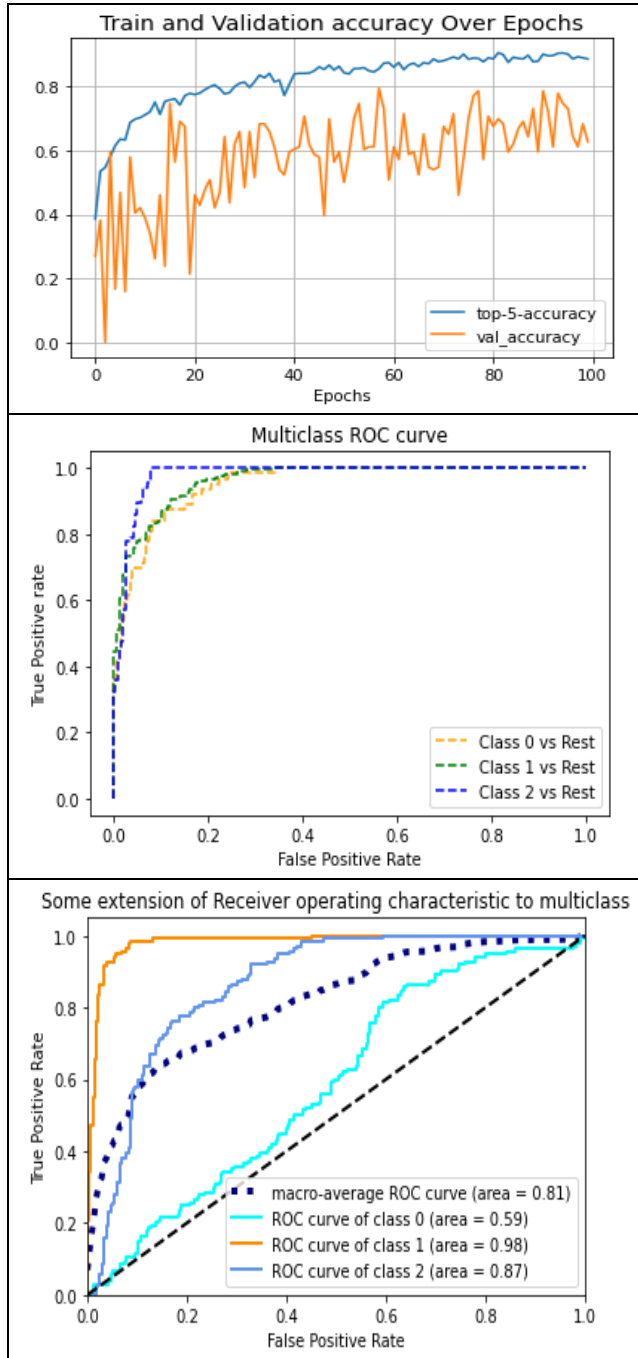 Train and Validation accuracy Over Epochs
0.8
0.6
0.4
0.2
0.0
top-5-accuracy
val_accuracy
0 20 40 60 80 100
Epochs
Multiclass ROC curve
True Positive rate
1.0
0.8
0.6
0.4
0.2
0.0
Class 0 vs Rest
Class 1 vs Rest
Class 2 vs Rest
0.0 0.2 0.4 0.6 0.8 1.0
False Positive Rate
Some extension of Receiver operating characteristic to multiclass
True Positive Rate
1.0
0.8
0.6
0.4
0.2
0.0
macro-average ROC curve (area = 0.81)
ROC curve of class 0 (area = 0.59)
ROC curve of class 1 (area = 0.98)
ROC curve of class 2 (area = 0.87)
0.0 0.2 0.4 0.6 0.8 1.0
False Positive Rate